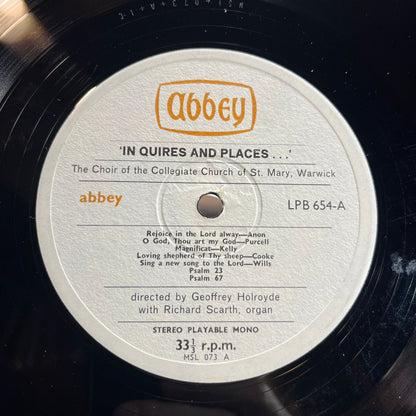 abbey
'IN QUIRES AND PLACES . . .'
The Choir of the Collegiate Church of St. Mary, Warwick
abbey
LPB 654-A
Rejoice in the Lord alway—Anon
O God, Thou art my God—Purcell
Magnificat—Kelly
Loving shepherd of Thy sheep—Cooke
Sing a new song to the Lord—Wills
Psalm 23
Psalm 67
directed by Geoffrey Holroyde
with Richard Scarth, organ
STEREO PLAYABLE MONO
33⅓ r.p.m.
MSL 073 A